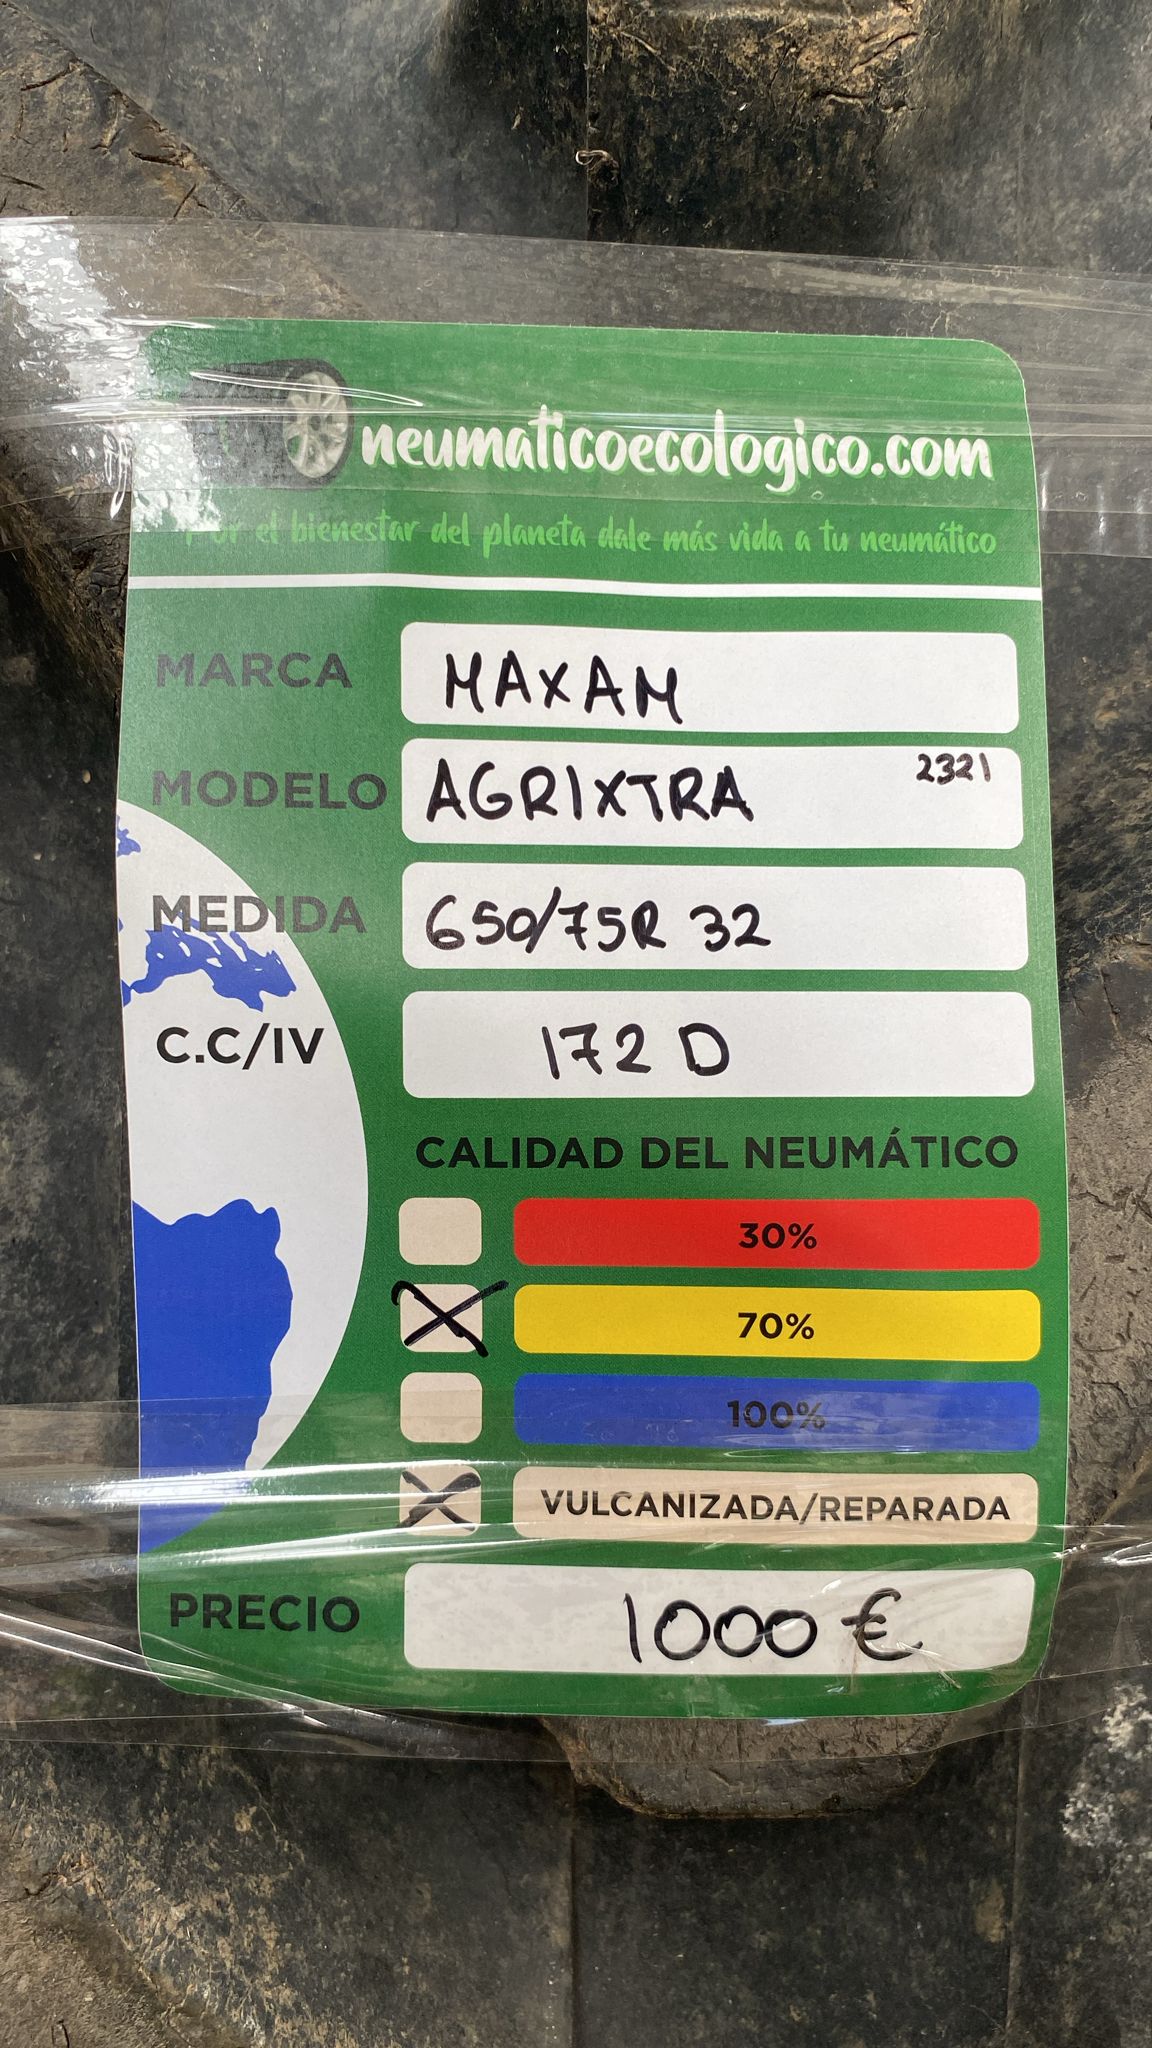 neumaticoecologico.com
Por el bienestar del planeta dale más vida a tu neumático
MARCA MAXAM
MODELO AGRIXTRA 2321
MEDIDA 650/75R 32
C.C/IV 172 D
CALIDAD DEL NEUMÁTICO
30%
70%
100%
VULCANIZADA/REPARADA
PRECIO 1000 €